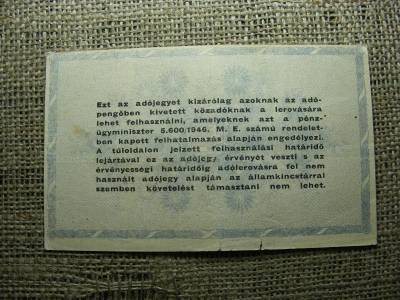 Ezt az adójegyet kizárólag azoknak az adó-
pengőben kivetett közadóknak a lerovására
lehet felhasználni, amelyeknek azt a pénz-
ügyminiszter 5.600/1946. M. E. számú rendelet-
ben kapott felhatalmazás alapján engedélyezi.
A túloldalon jelzett felhasználási határidő
lejártával ez az adójegy érvényét veszti s az
érvényességi határidőig adólerovásra fel nem
használt adójegy alapján az államkincstárral
szemben követelést támasztani nem lehet.